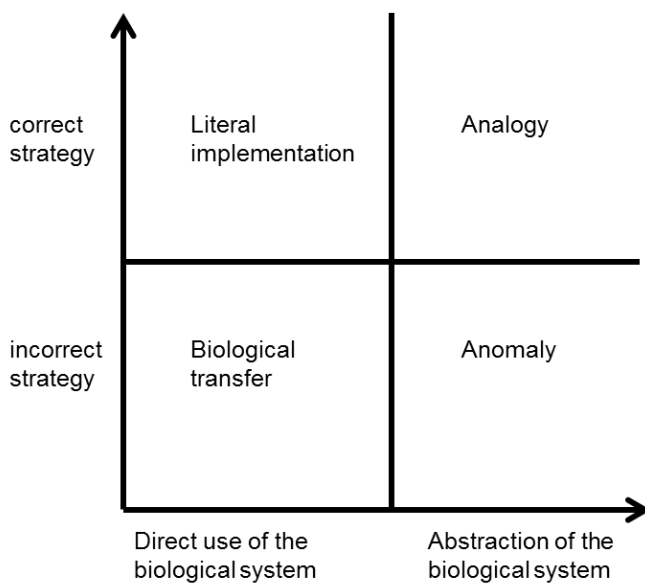 correct
strategy
Literal
implementation
Analogy
incorrect
strategy
Biological
transfer
Anomaly
Direct use of the
biological system
Abstraction of the
biological system